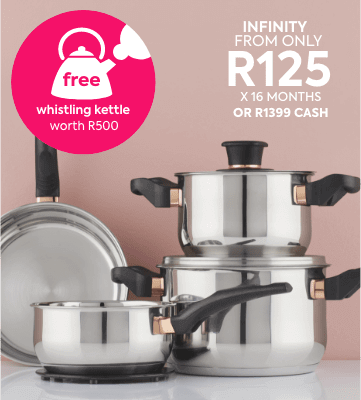 free
whistling kettle
worth R500
INFINITY
FROM ONLY
R125
X 16 MONTHS
OR R1399 CASH